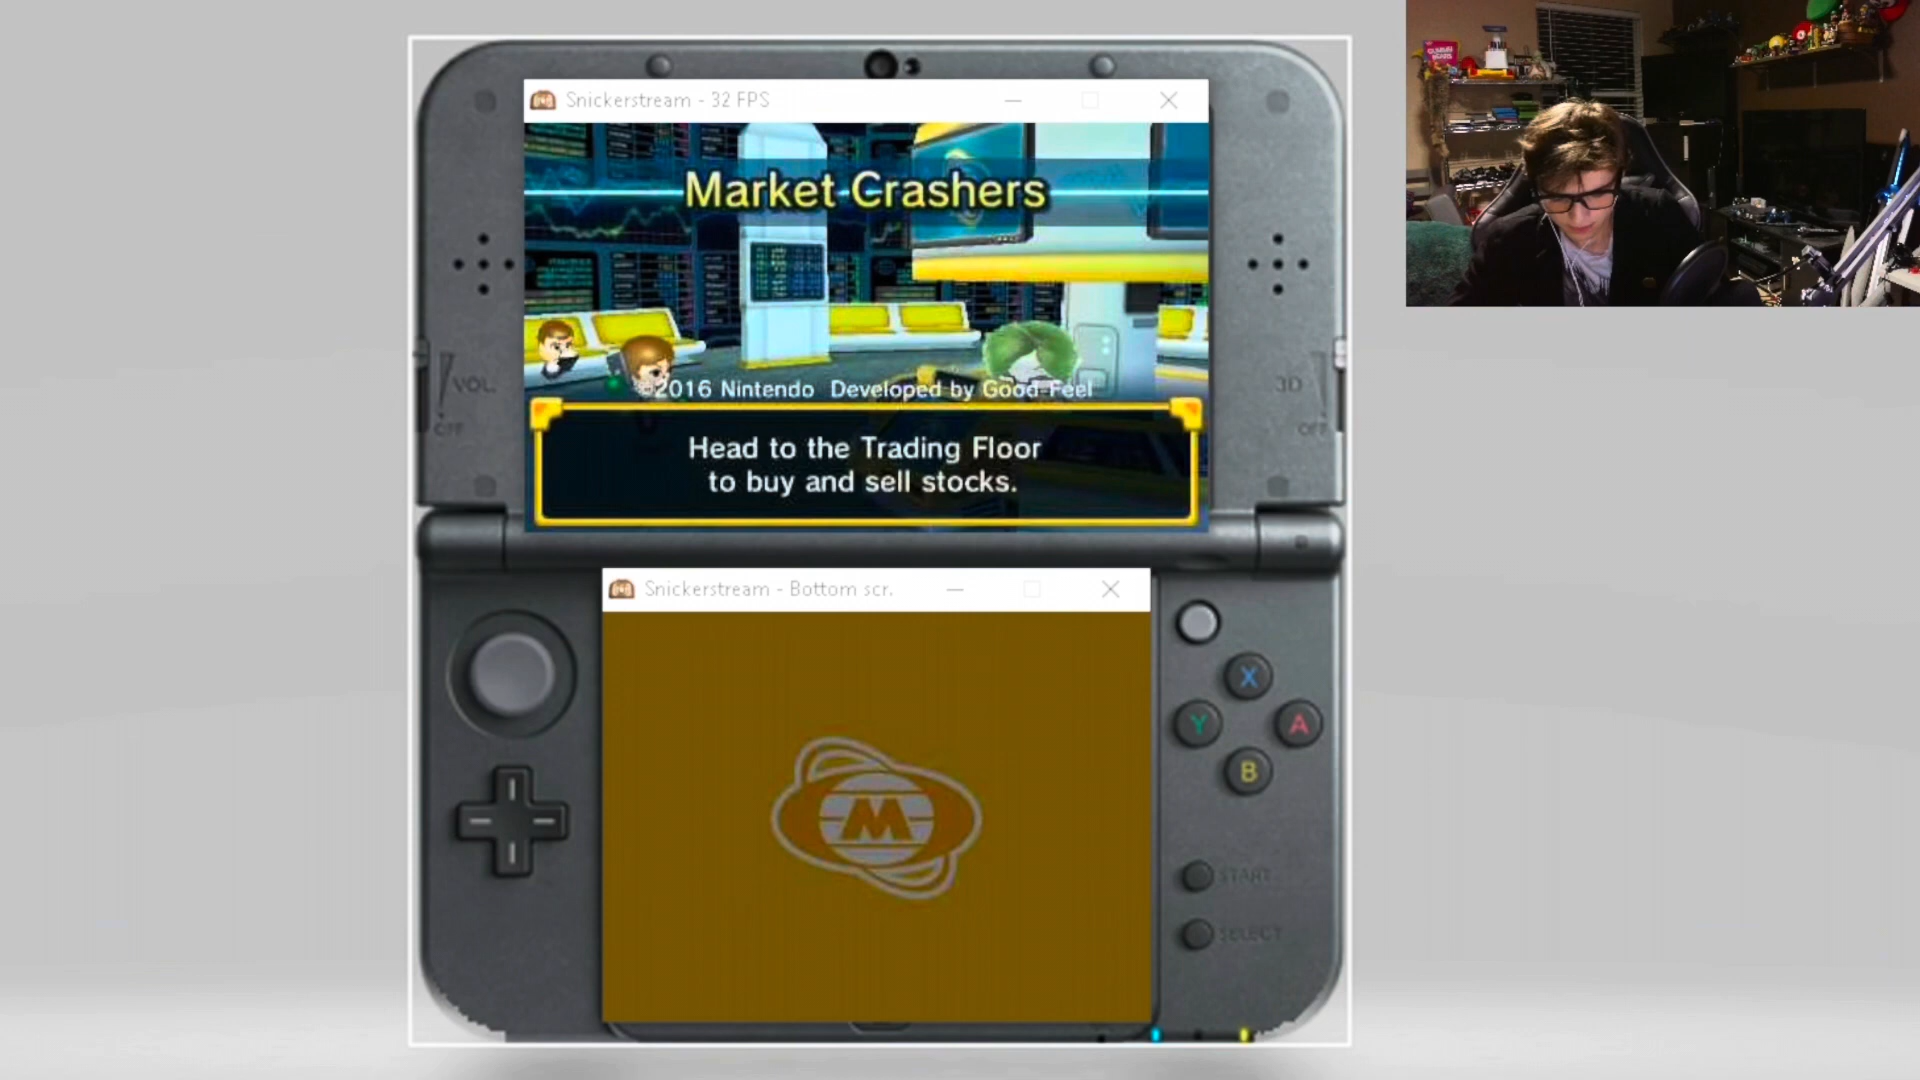 Snickerstream - 32 FPS
Market Crashers
©2016 Nintendo Developed by Good-Feel
Head to the Trading Floor
to buy and sell stocks.
VOL.
OFF
3D
OFF
Snickerstream - Bottom scr.
M
X
Y
A
B
START
SELECT